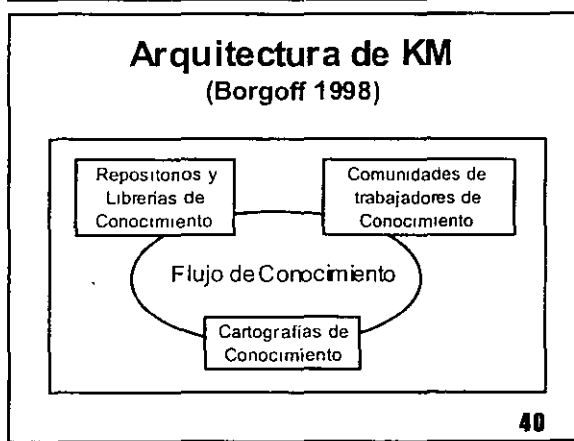 Arquitectura de KM
(Borgoff 1998)
Repositorios y
Librerías de
Conocimiento
Comunidades de
trabajadores de
Conocimiento
Flujo de Conocimiento
Cartografías de
Conocimiento
40